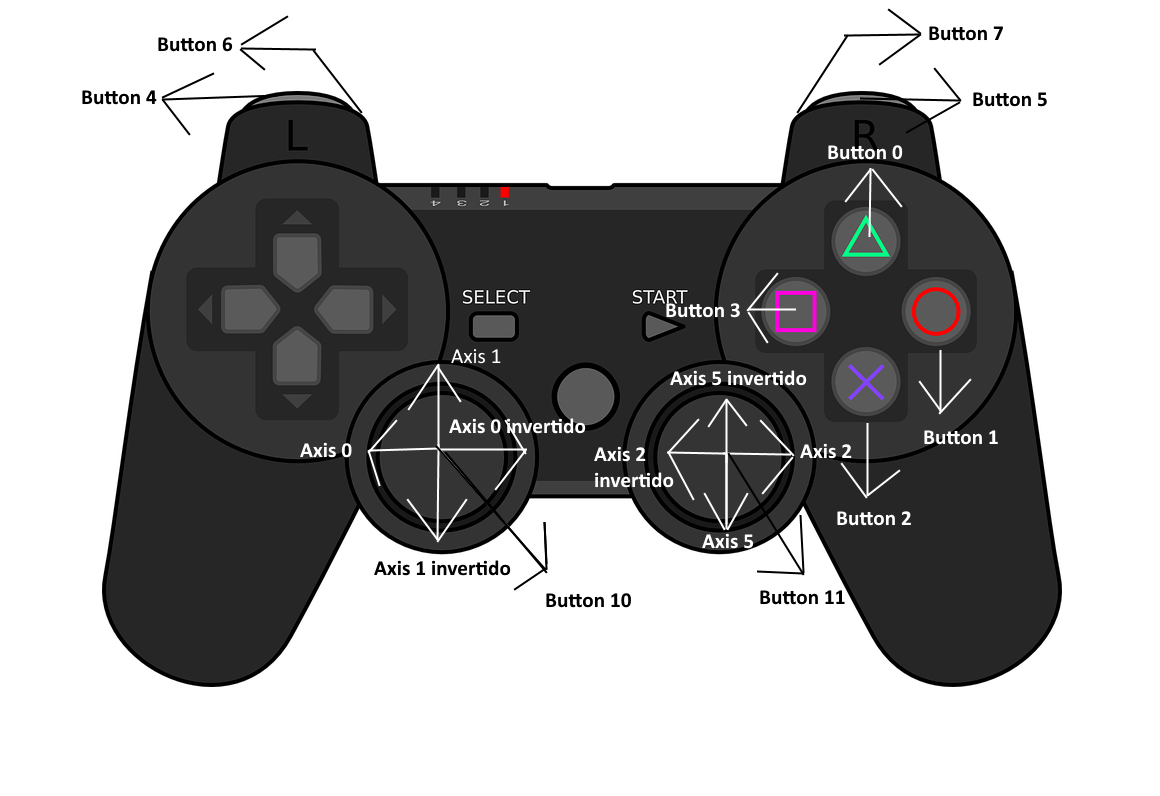 Button 6
Button 7
Button 4
Button 5
L
R
Button 0
4
3
2
1
SELECT
START
Button 3
Axis 1
Axis 5 invertido
Axis 0 invertido
Button 1
Axis 0
Axis 2
invertido
Axis 2
Button 2
Axis 5
Axis 1 invertido
Button 10
Button 11